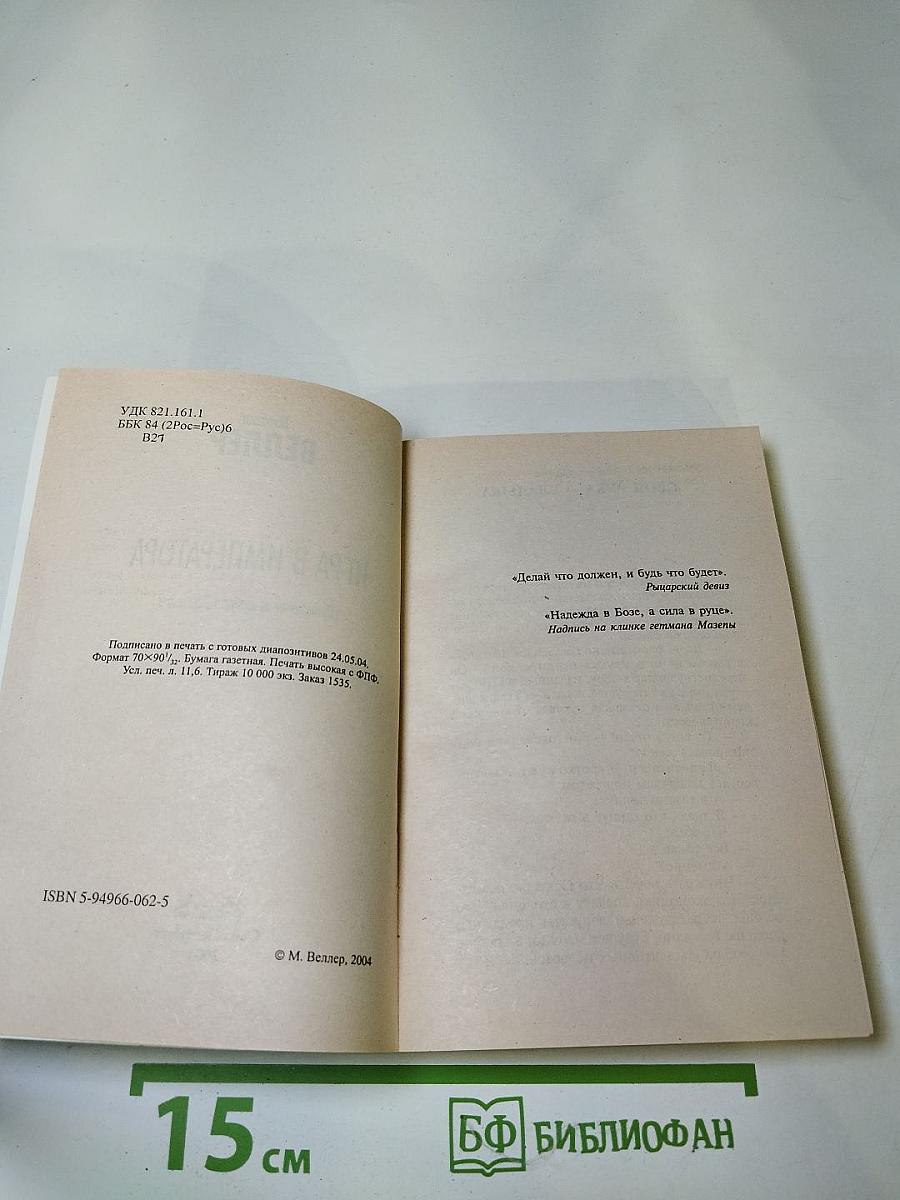 УДК 821.161.1
ББК 84 (2Рос=Рус)6
В27
Подписано в печать с готовых диапозитивов 24.05.04.
Формат 70×90 1/32. Бумага газетная. Печать высокая с ФПФ.
Усл. печ. л. 11,6. Тираж 10 000 экз. Заказ 1535.
ISBN 5-94966-062-5
© М. Веллер, 2004
«Делай что должен, и будь что будет».
Рыцарский девиз
«Надежда в Бозе, а сила в руце».
Надпись на клинке гетмана Мазепы
15 см
БФ БИБЛИОФАН